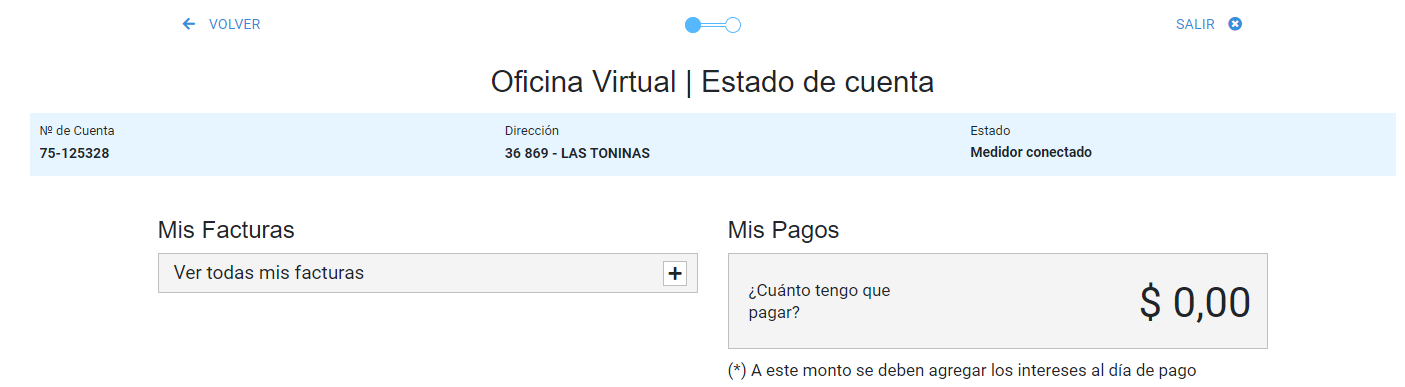 VOLVER
SALIR
Oficina Virtual | Estado de cuenta
Nº de Cuenta
75-125328
Dirección
36 869 - LAS TONINAS
Estado
Medidor conectado
Mis Facturas
Ver todas mis facturas
Mis Pagos
¿Cuánto tengo que
pagar?
$ 0,00
(*) A este monto se deben agregar los intereses al día de pago